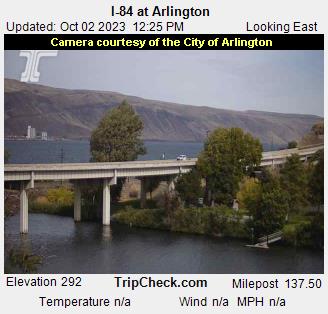 I-84 at Arlington
Updated: Oct 02 2023 12:25 PM Looking East
Camera courtesy of the City of Arlington
Elevation 292 TripCheck.com Milepost 137.50
Temperature n/a Wind n/a MPH n/a